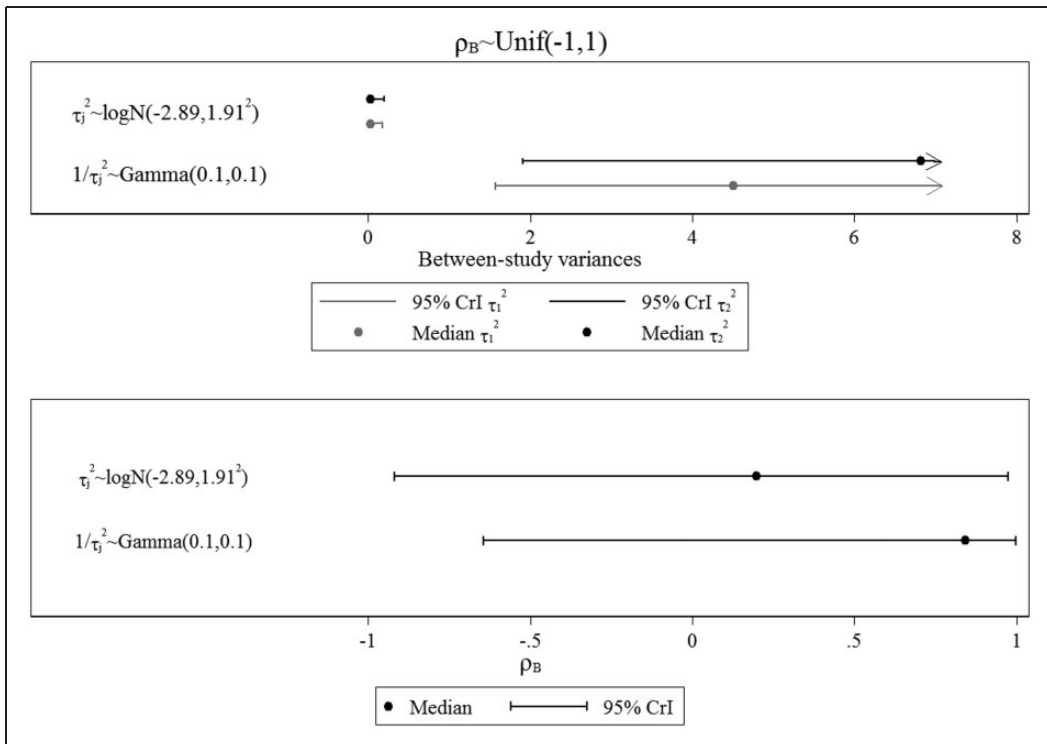 ρB~Unif(-1,1)
τj²~logN(-2.89,1.91²)
1/τj²~Gamma(0.1,0.1)
0 2 4 6 8
Between-study variances
95% CrI τ1² 95% CrI τ2²
Median τ1² Median τ2²
τj²~logN(-2.89,1.91²)
1/τj²~Gamma(0.1,0.1)
-1 -.5 0 .5 1
ρB
Median 95% CrI